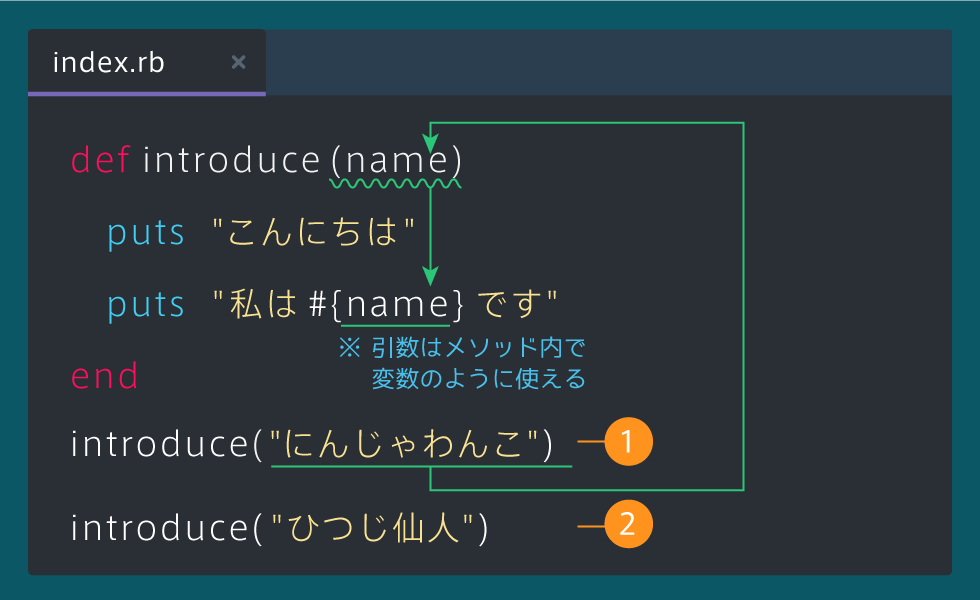 index.rb ×
def introduce (name)
puts "こんにちは"
puts "私は #{name} です"
※ 引数はメソッド内で
変数のように使える
end
introduce("にんじゃわんこ") 1
introduce("ひつじ仙人") 2